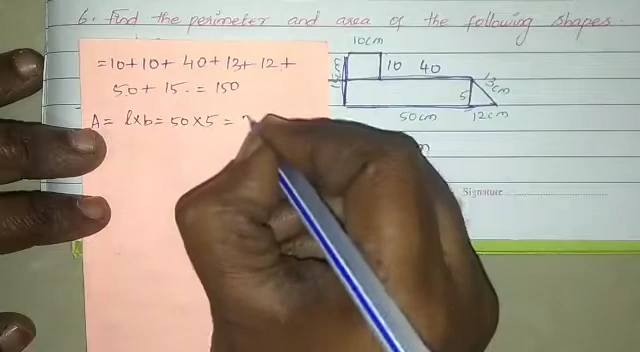 6. Find the perimeter and area of the following shapes.
10cm
10 40
13cm
5
50cm 12cm
=10+10+ 40+13+12+
50+15. = 150
A = l×b = 50×5 = 2
Signature